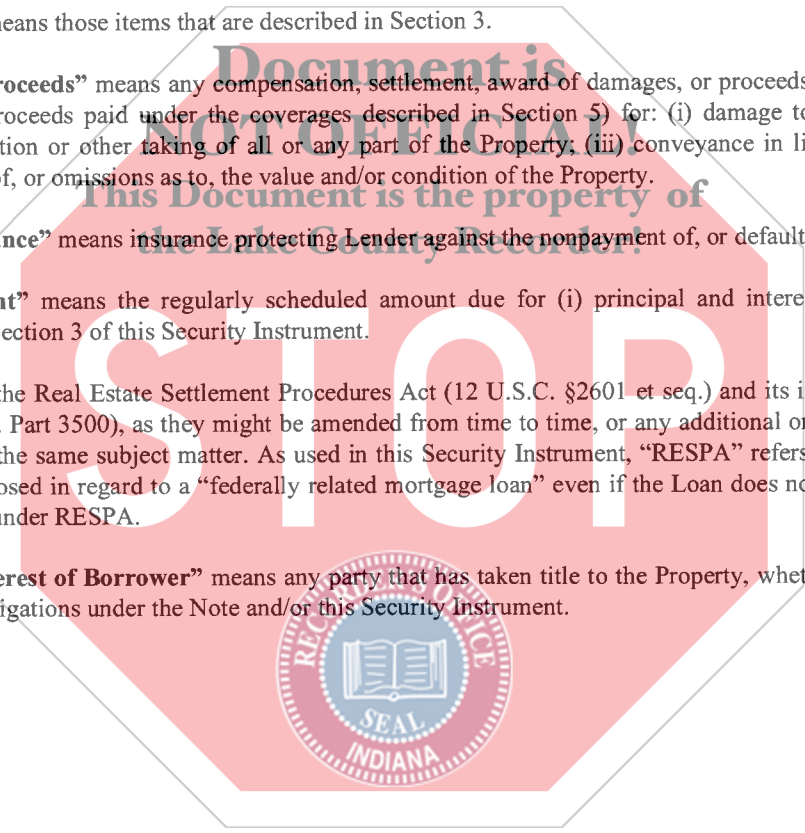 means those items that are described in Section 3.
Document is
roceeds” means any compensation, settlement, award of damages, or proceeds
roceeds paid under the coverages described in Section 5) for: (i) damage to
NOT OFFICIAL!
tion or other taking of all or any part of the Property; (iii) conveyance in li
of, or omissions as to, the value and/or condition of the Property.
This Document is the property of
nce” means insurance protecting Lender against the nonpayment of, or default
the Lake County Recorder!
nt” means the regularly scheduled amount due for (i) principal and intere
ection 3 of this Security Instrument.
STOP
the Real Estate Settlement Procedures Act (12 U.S.C. §2601 et seq.) and its i
. Part 3500), as they might be amended from time to time, or any additional or
the same subject matter. As used in this Security Instrument, “RESPA” refers
osed in regard to a “federally related mortgage loan” even if the Loan does no
under RESPA.
erest of Borrower” means any party that has taken title to the Property, whet
igations under the Note and/or this Security Instrument.
RECORDER'S OFFICE
SEAL
INDIANA